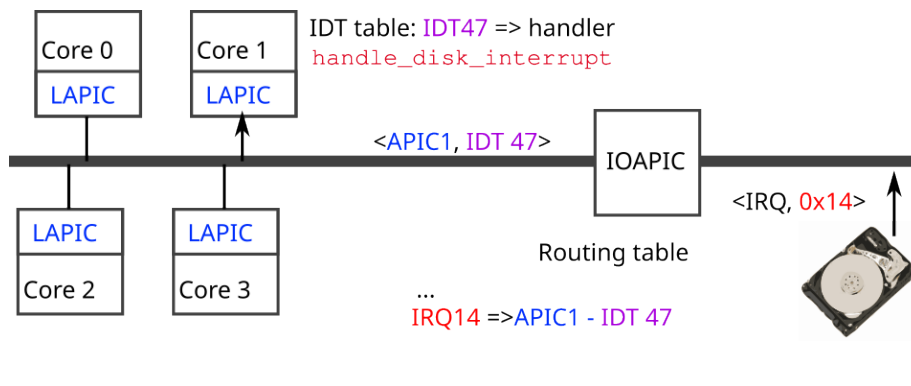 Core 0
LAPIC
Core 1
LAPIC
IDT table: IDT47 => handler
handle_disk_interrupt
<APIC1, IDT 47>
IOAPIC
<IRQ, 0x14>
LAPIC
Core 2
LAPIC
Core 3
Routing table
...
IRQ14 =>APIC1 - IDT 47